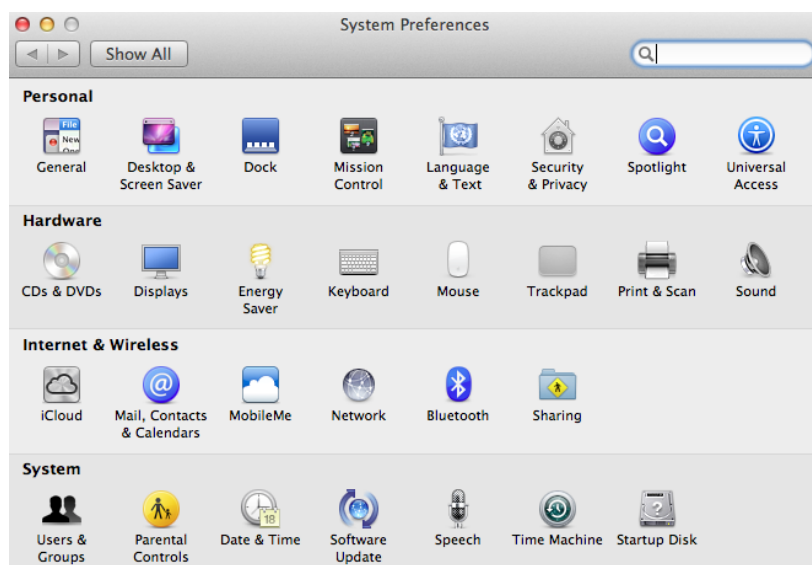 System Preferences
Show All
Personal
General
Desktop & Screen Saver
Dock
Mission Control
Language & Text
Security & Privacy
Spotlight
Universal Access
Hardware
CDs & DVDs
Displays
Energy Saver
Keyboard
Mouse
Trackpad
Print & Scan
Sound
Internet & Wireless
iCloud
Mail, Contacts & Calendars
MobileMe
Network
Bluetooth
Sharing
System
Users & Groups
Parental Controls
Date & Time
Software Update
Speech
Time Machine
Startup Disk